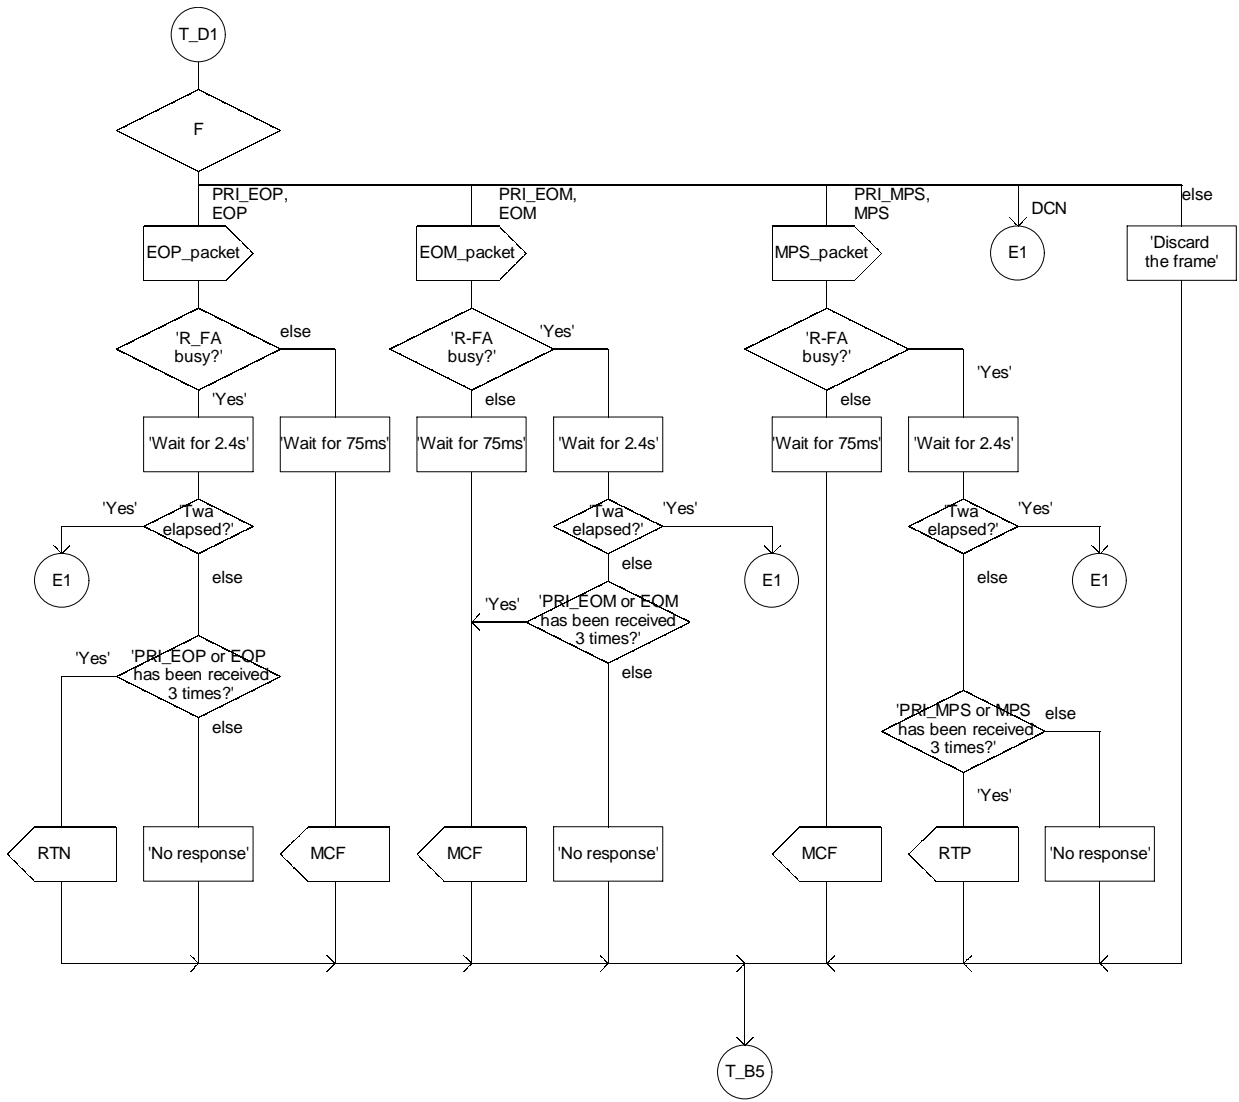 T_D1
F
PRI_EOP,
EOP
PRI_EOM,
EOM
PRI_MPS,
MPS
DCN
else
EOP_packet
EOM_packet
MPS_packet
E1
'Discard
the frame'
'R_FA
busy?'
else
'Yes'
'R-FA
busy?'
'Yes'
else
'R-FA
busy?'
'Yes'
else
'Wait for 2.4s'
'Wait for 75ms'
'Wait for 75ms'
'Wait for 2.4s'
'Wait for 75ms'
'Wait for 2.4s'
'Yes'
'Twa
elapsed?'
else
E1
'Twa
elapsed?'
'Yes'
else
E1
'Twa
elapsed?'
'Yes'
else
E1
'Yes'
'PRI_EOM or EOM
has been received
3 times?'
else
'Yes'
'PRI_EOP or EOP
has been received
3 times?'
else
'PRI_MPS or MPS
has been received
3 times?'
else
'Yes'
RTN
'No response'
MCF
MCF
'No response'
MCF
RTP
'No response'
T_B5